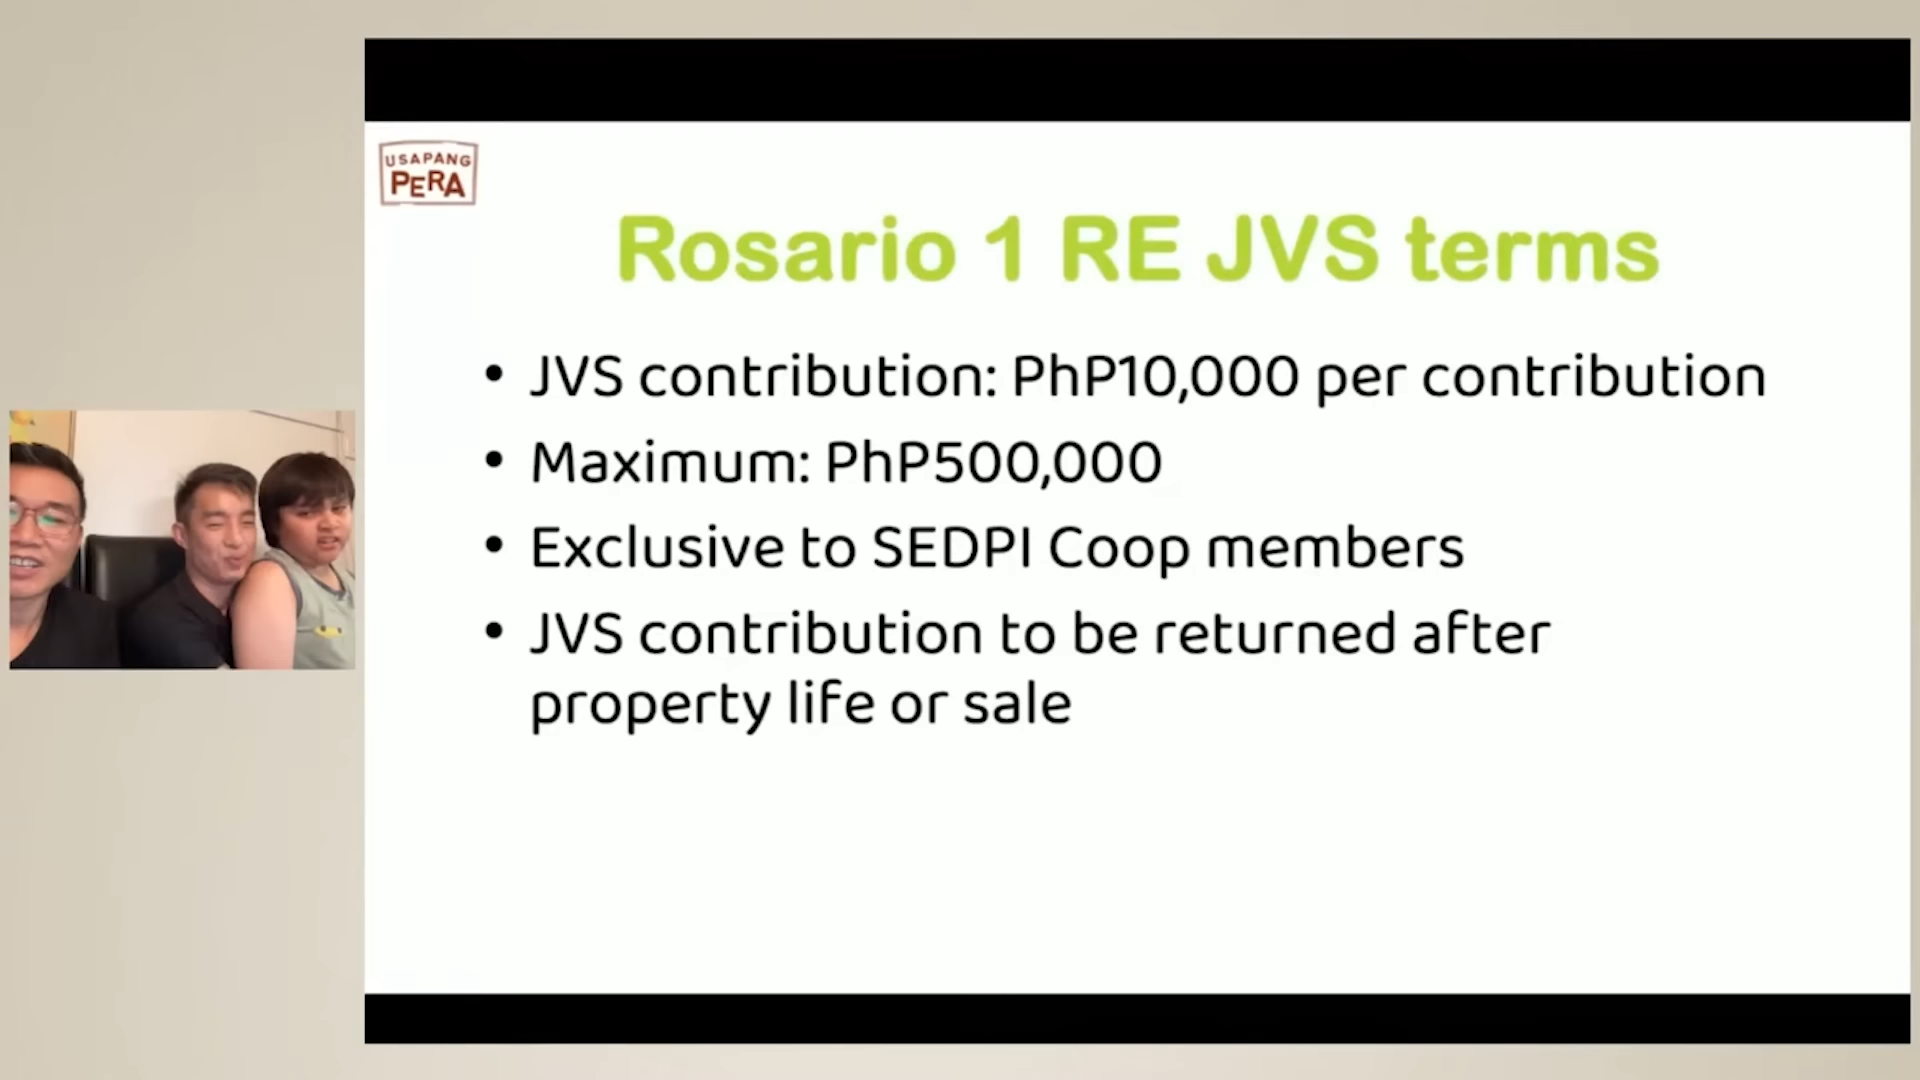 USAPANG
PERA
Rosario 1 RE JVS terms
• JVS contribution: PhP10,000 per contribution
• Maximum: PhP500,000
• Exclusive to SEDPI Coop members
• JVS contribution to be returned after
property life or sale